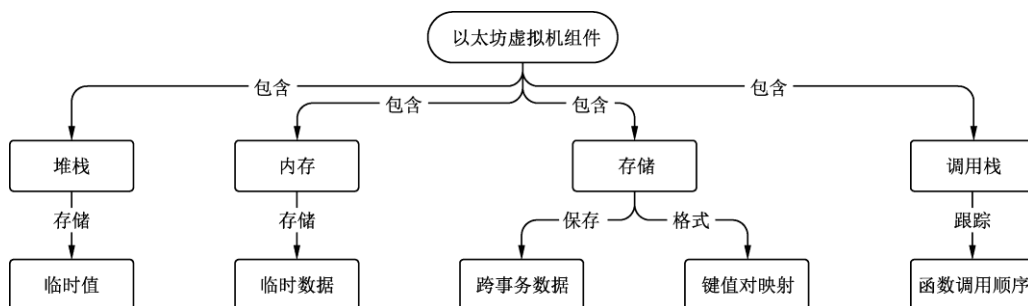 以太坊虚拟机组件
包含
包含
包含
包含
堆栈
内存
存储
调用栈
存储
存储
保存
格式
跟踪
临时值
临时数据
跨事务数据
键值对映射
函数调用顺序